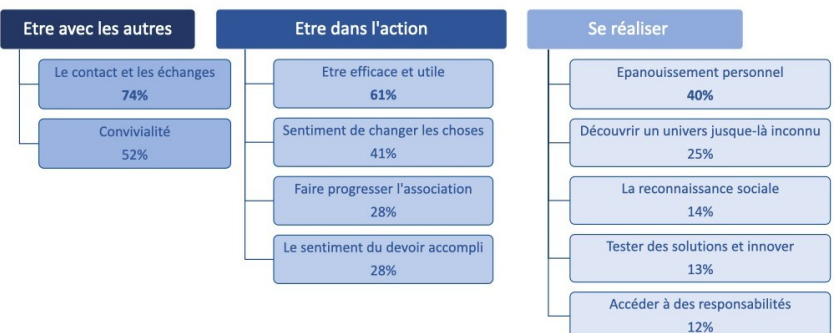 Etre avec les autres
Le contact et les échanges
74%
Convivialité
52%
Etre dans l'action
Etre efficace et utile
61%
Sentiment de changer les choses
41%
Faire progresser l'association
28%
Le sentiment du devoir accompli
28%
Se réaliser
Epanouissement personnel
40%
Découvrir un univers jusque-là inconnu
25%
La reconnaissance sociale
14%
Tester des solutions et innover
13%
Accéder à des responsabilités
12%